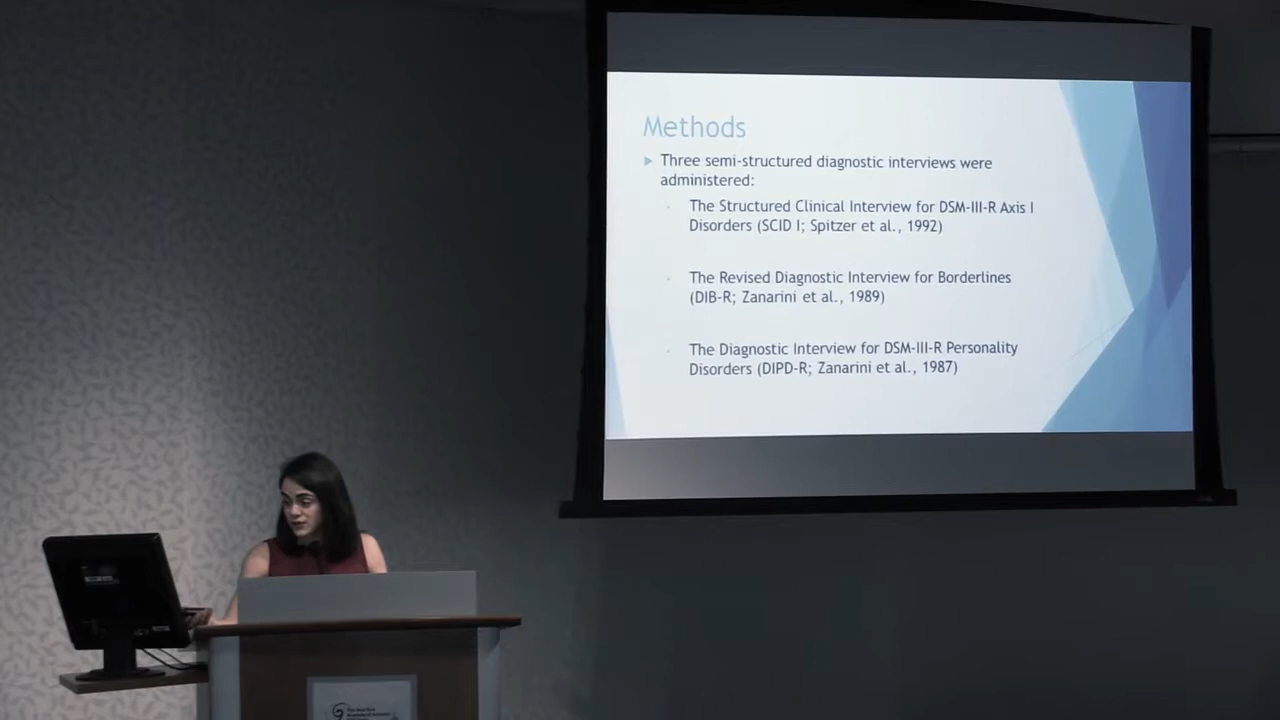 Methods
Three semi-structured diagnostic interviews were
administered:
The Structured Clinical Interview for DSM-III-R Axis I
Disorders (SCID I; Spitzer et al., 1992)
The Revised Diagnostic Interview for Borderlines
(DIB-R; Zanarini et al., 1989)
The Diagnostic Interview for DSM-III-R Personality
Disorders (DIPD-R; Zanarini et al., 1987)